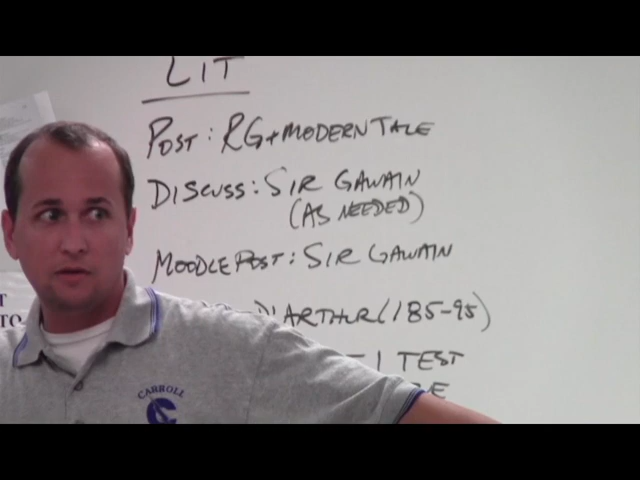 LIT
POST: RG + MODERN TALE
DISCUSS: SIR GAWAIN
(AS NEEDED)
MOODLE POST: SIR GAWAIN
D'ARTHUR (185-95)
1 TEST
CARROLL